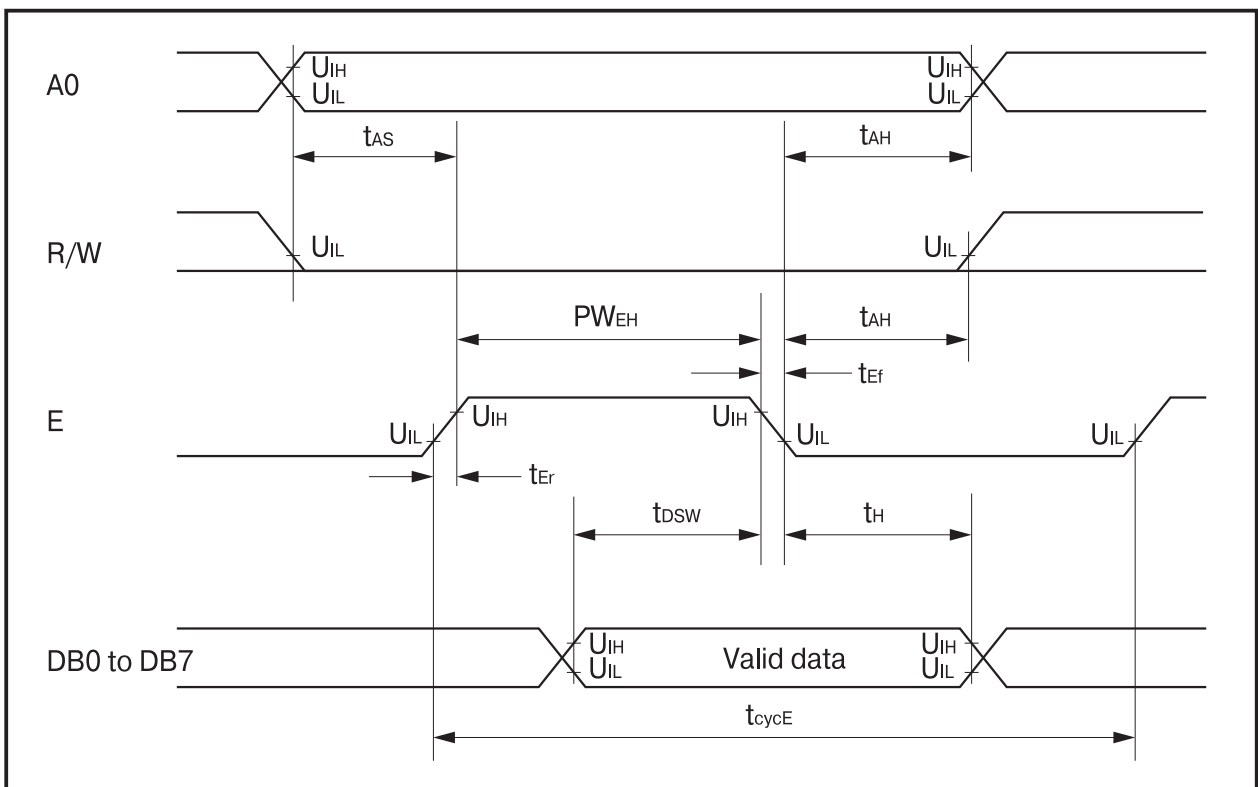 A0
UIH
UIL
UIH
UIL
tAS
tAH
R/W
UIL
UIL
PWEH
tAH
tEf
E
UIL
UIH
UIH
UIL
UIL
tEr
tDSW
tH
DB0 to DB7
UIH
UIL
Valid data
UIH
UIL
tcycE